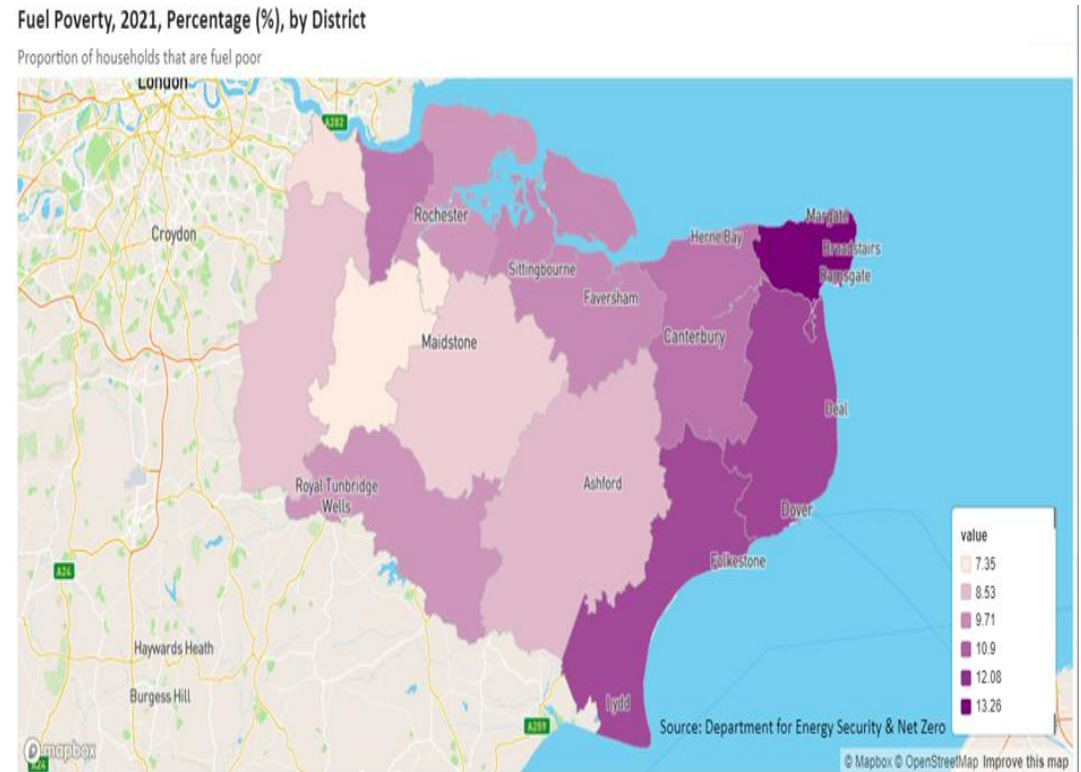 Fuel Poverty, 2021, Percentage (%), by District
Proportion of households that are fuel poor
London
A282
Rochester
Margate
Croydon
Herne Bay
Broadstairs
Sittingbourne
Ramsgate
Faversham
Canterbury
Maidstone
Deal
Royal Tunbridge
Wells
Ashford
Dover
value
Folkestone
7.35
A26
8.53
9.71
Haywards Heath
10.9
12.08
Burgess Hill
13.26
Lydd
A259
Source: Department for Energy Security & Net Zero
mapbox
A26
© Mapbox © OpenStreetMap Improve this map